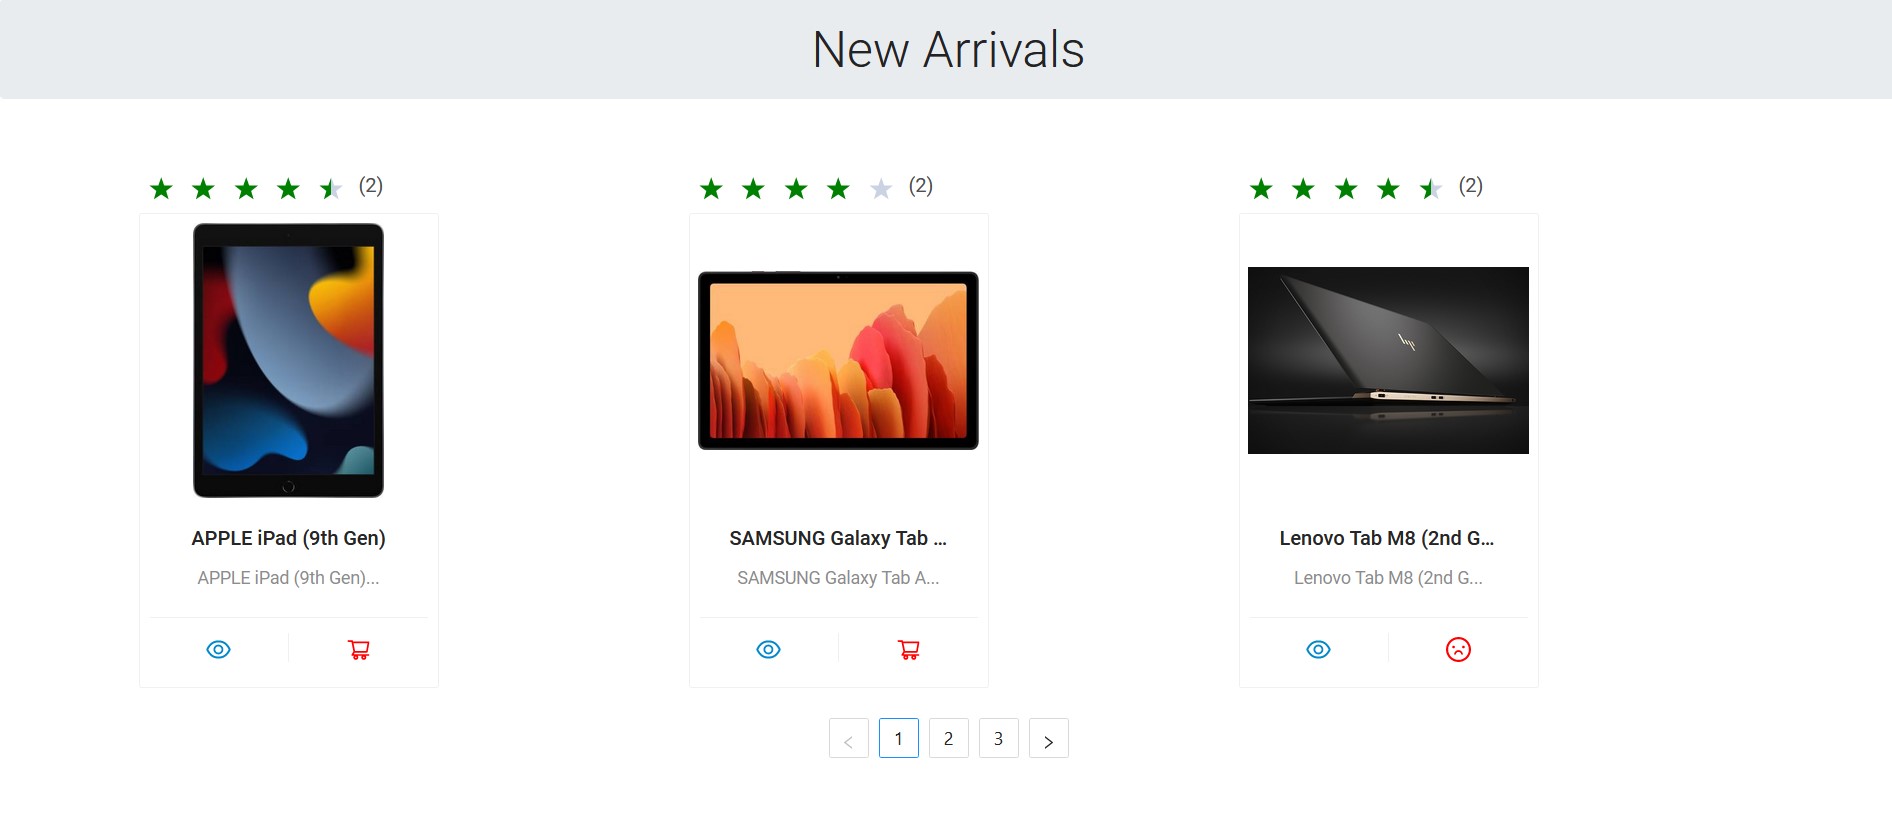 New Arrivals
(2)
(2)
(2)
hp
APPLE iPad (9th Gen)
SAMSUNG Galaxy Tab ...
Lenovo Tab M8 (2nd G...
APPLE iPad (9th Gen)...
SAMSUNG Galaxy Tab A...
Lenovo Tab M8 (2nd G...
< 1 2 3 >